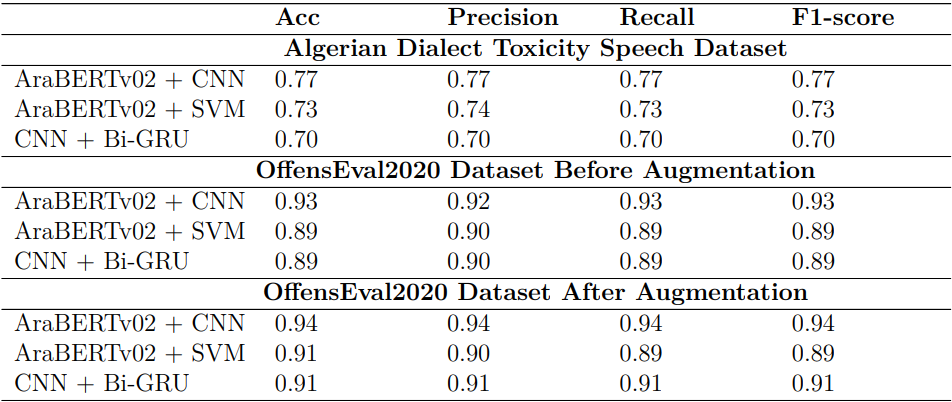 Acc Precision Recall F1-score
Algerian Dialect Toxicity Speech Dataset
AraBERTv02 + CNN 0.77 0.77 0.77 0.77
AraBERTv02 + SVM 0.73 0.74 0.73 0.73
CNN + Bi-GRU 0.70 0.70 0.70 0.70
OffensEval2020 Dataset Before Augmentation
AraBERTv02 + CNN 0.93 0.92 0.93 0.93
AraBERTv02 + SVM 0.89 0.90 0.89 0.89
CNN + Bi-GRU 0.89 0.90 0.89 0.89
OffensEval2020 Dataset After Augmentation
AraBERTv02 + CNN 0.94 0.94 0.94 0.94
AraBERTv02 + SVM 0.91 0.90 0.89 0.89
CNN + Bi-GRU 0.91 0.91 0.91 0.91